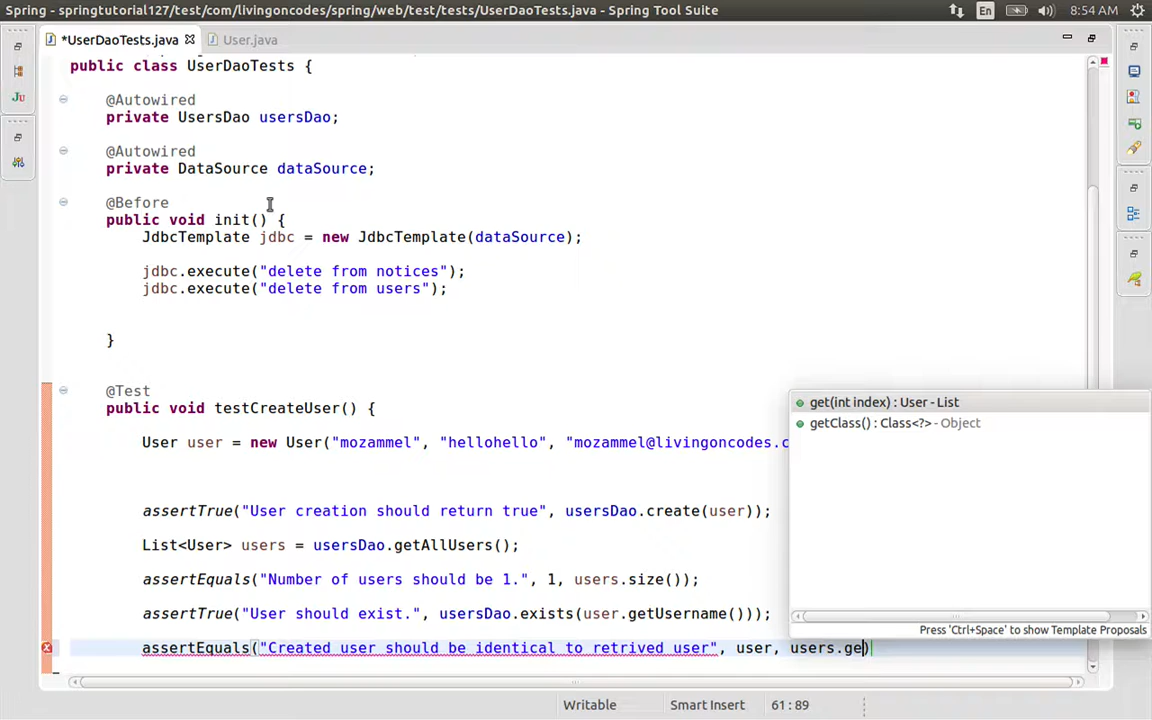 Spring - springtutorial127/test/com/livingoncodes/spring/web/test/tests/UserDaoTests.java - Spring Tool Suite
En
8:54 AM
*UserDaoTests.java
User.java
JU
public class UserDaoTests {
@Autowired
private UsersDao usersDao;
@Autowired
private DataSource dataSource;
@Before
public void init() {
JdbcTemplate jdbc = new JdbcTemplate(dataSource);
jdbc.execute("delete from notices");
jdbc.execute("delete from users");
}
@Test
public void testCreateUser() {
User user = new User("mozammel", "hellohello", "mozammel@livingoncodes.c
assertTrue("User creation should return true", usersDao.create(user));
List<User> users = usersDao.getAllUsers();
assertEquals("Number of users should be 1.", 1, users.size());
assertTrue("User should exist.", usersDao.exists(user.getUsername()));
assertEquals("Created user should be identical to retrived user", user, users.ge)
get(int index) : User - List
getClass() : Class<?> - Object
Press 'Ctrl+Space' to show Template Proposals
Writable
Smart Insert
61 : 89